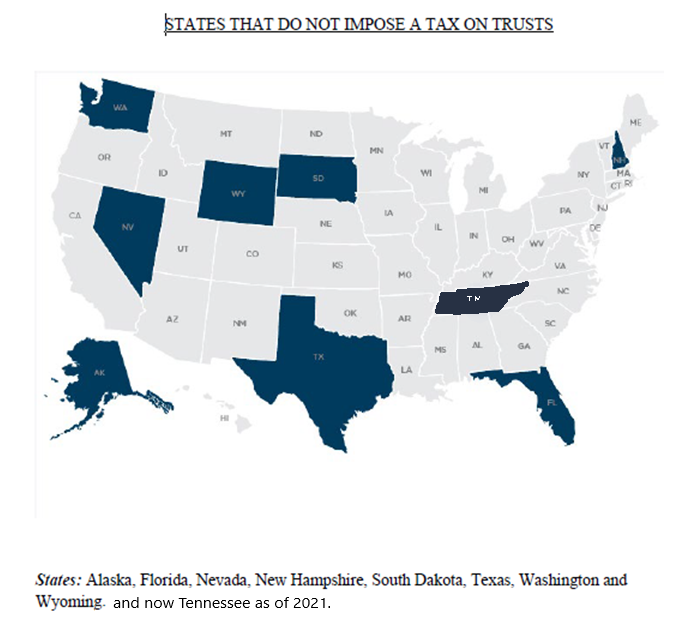 STATES THAT DO NOT IMPOSE A TAX ON TRUSTS
WA
MT
ND
MN
ME
VT
NH
OR
ID
WY
SD
WI
MI
NY
MA
CT RI
CA
NV
UT
CO
NE
IA
IL
IN
OH
PA
NJ
DE
WV
VA
KS
MO
KY
NC
TN
AZ
NM
OK
AR
SC
MS
AL
GA
TX
LA
AK
HI
FL
States: Alaska, Florida, Nevada, New Hampshire, South Dakota, Texas, Washington and
Wyoming. and now Tennessee as of 2021.